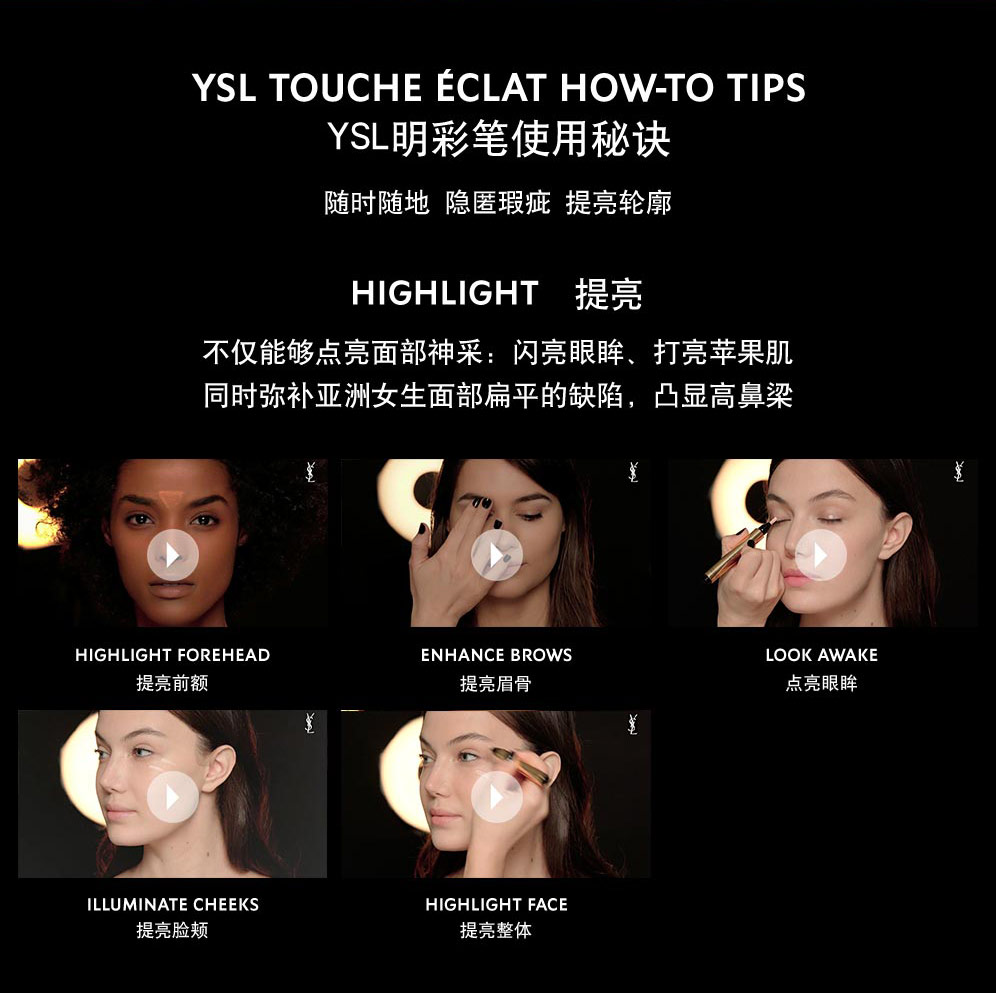 YSL TOUCHE ÉCLAT HOW-TO TIPS
YSL明彩笔使用秘诀
随时随地 隐匿瑕疵 提亮轮廓
HIGHLIGHT 提亮
不仅能够点亮面部神采：闪亮眼眸、打亮苹果肌
同时弥补亚洲女生面部扁平的缺陷，凸显高鼻梁
YSL
YSL
YSL
HIGHLIGHT FOREHEAD
提亮前额
ENHANCE BROWS
提亮眉骨
LOOK AWAKE
点亮眼眸
YSL
YSL
ILLUMINATE CHEEKS
提亮脸颊
HIGHLIGHT FACE
提亮整体